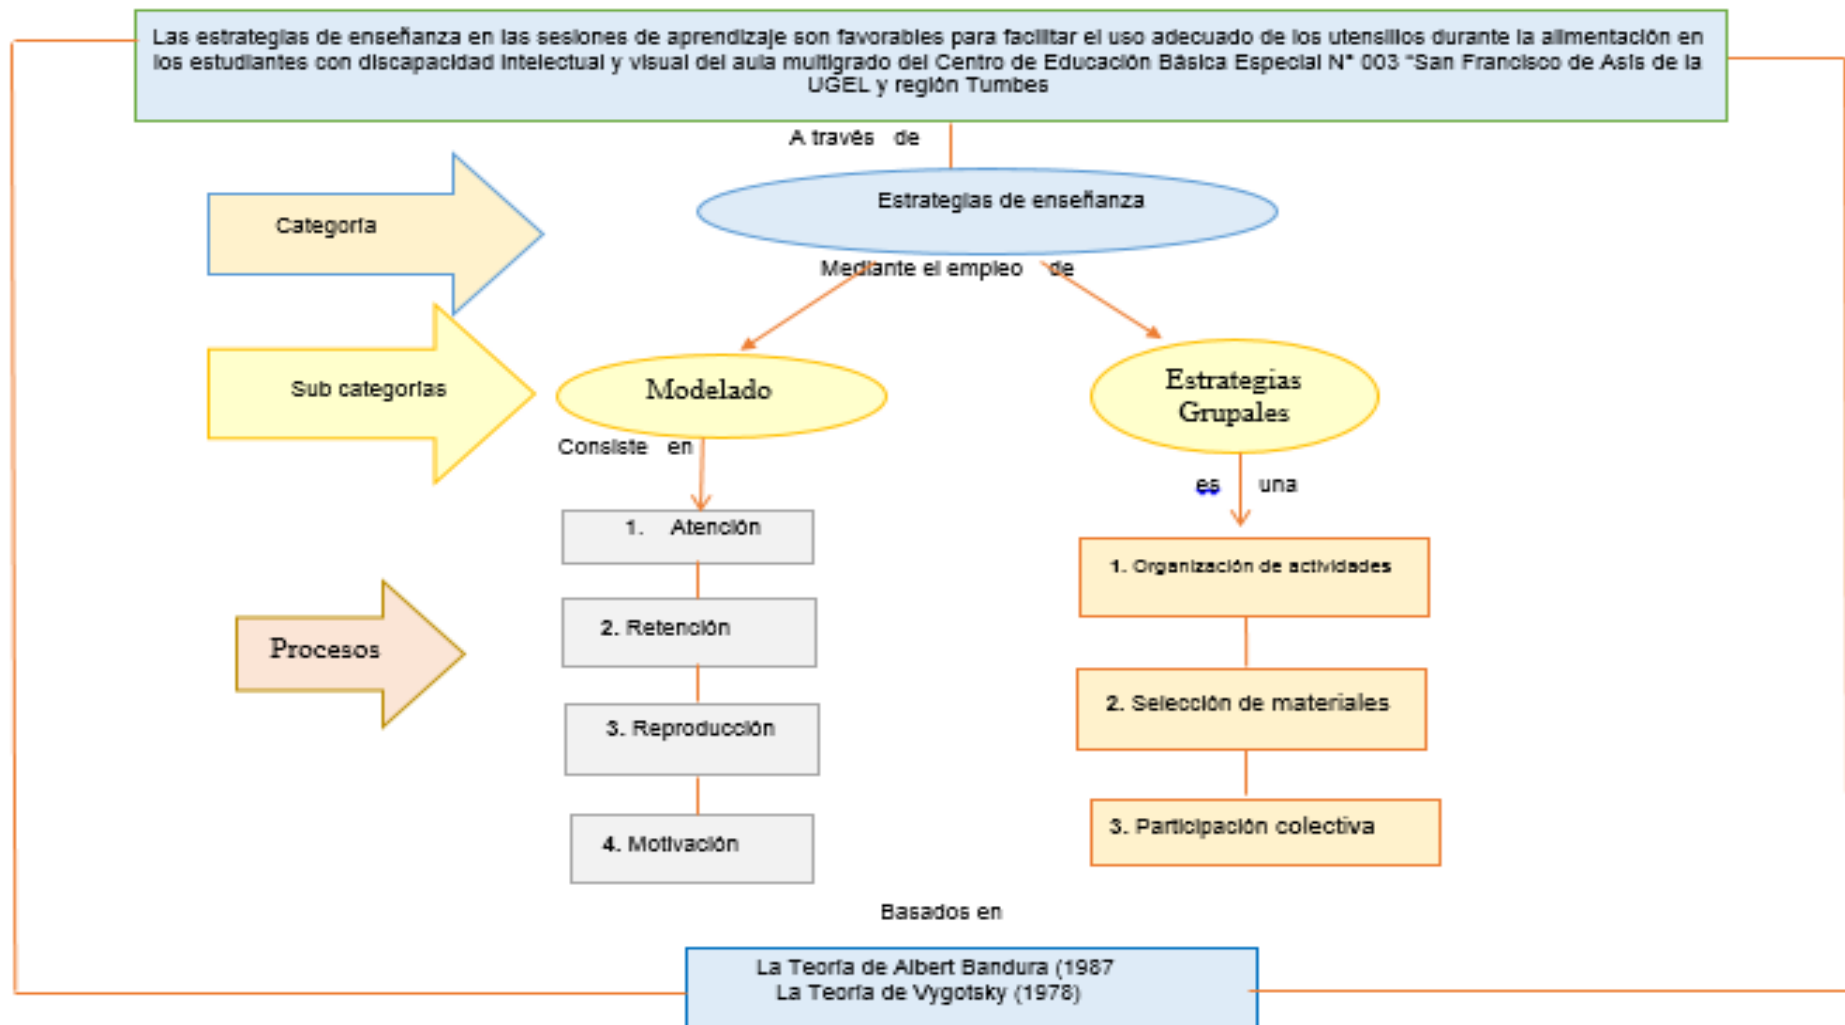 Las estrategias de enseñanza en las sesiones de aprendizaje son favorables para facilitar el uso adecuado de los utensilios durante la alimentación en
los estudiantes con discapacidad intelectual y visual del aula multigrado del Centro de Educación Básica Especial N° 003 "San Francisco de Asís de la
UGEL y región Tumbes
A través de
Estrategias de enseñanza
Categoría
Mediante el empleo de
Sub categorías
Modelado
Estrategias
Grupales
Consiste en
es una
1. Atención
1. Organización de actividades
2. Retención
Procesos
2. Selección de materiales
3. Reproducción
3. Participación colectiva
4. Motivación
Basados en
La Teoría de Albert Bandura (1987
La Teoría de Vygotsky (1978)